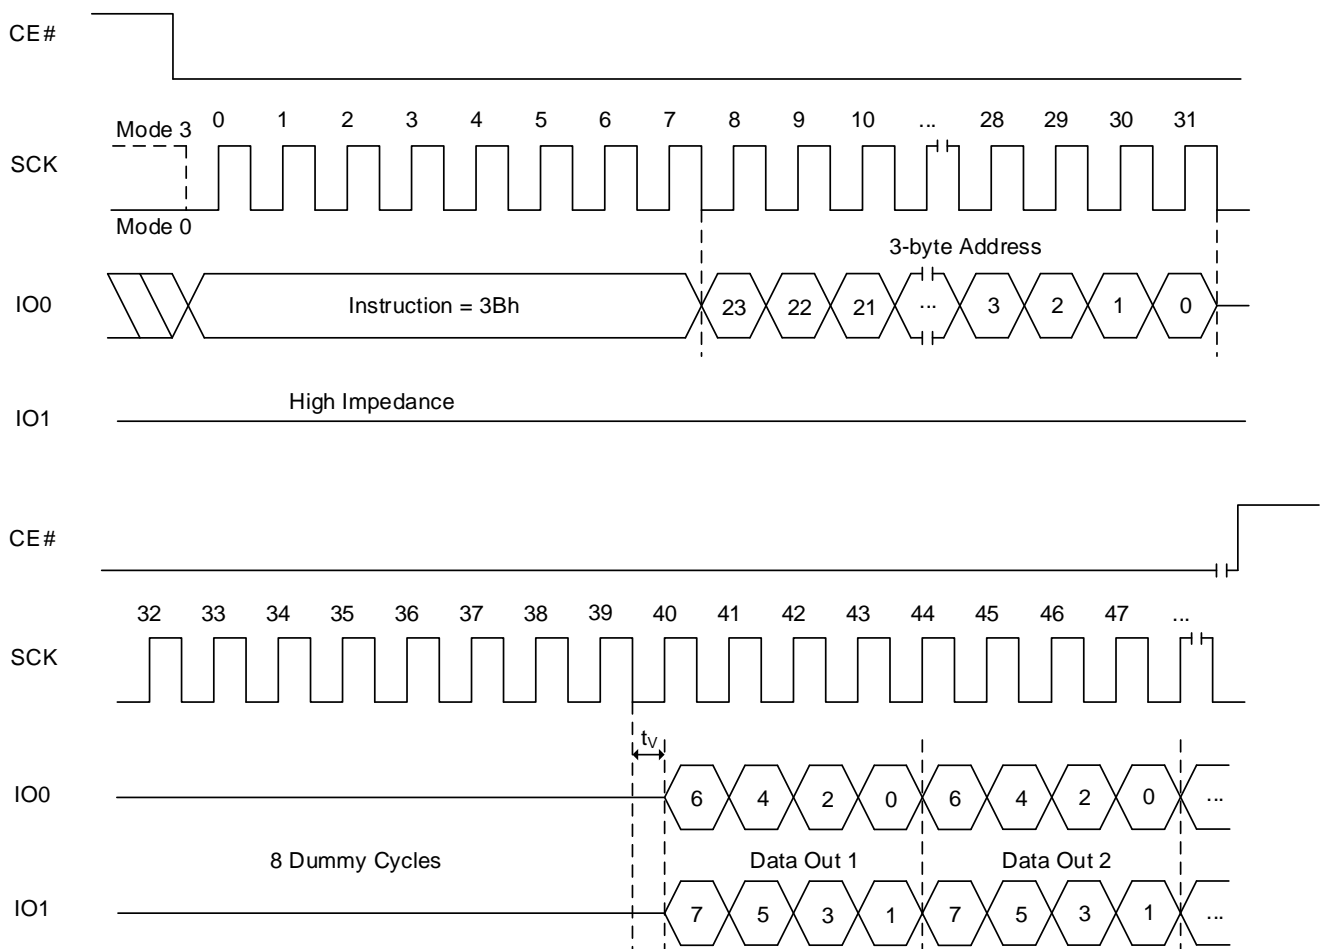 CE#
Mode 3 0 1 2 3 4 5 6 7 8 9 10 ... 28 29 30 31
SCK
Mode 0
3-byte Address
IO0 Instruction = 3Bh 23 22 21 ... 3 2 1 0
High Impedance
IO1
CE#
32 33 34 35 36 37 38 39 40 41 42 43 44 45 46 47 ...
SCK
tV
IO0 6 4 2 0 6 4 2 0 ...
8 Dummy Cycles Data Out 1 Data Out 2
IO1 7 5 3 1 7 5 3 1 ...